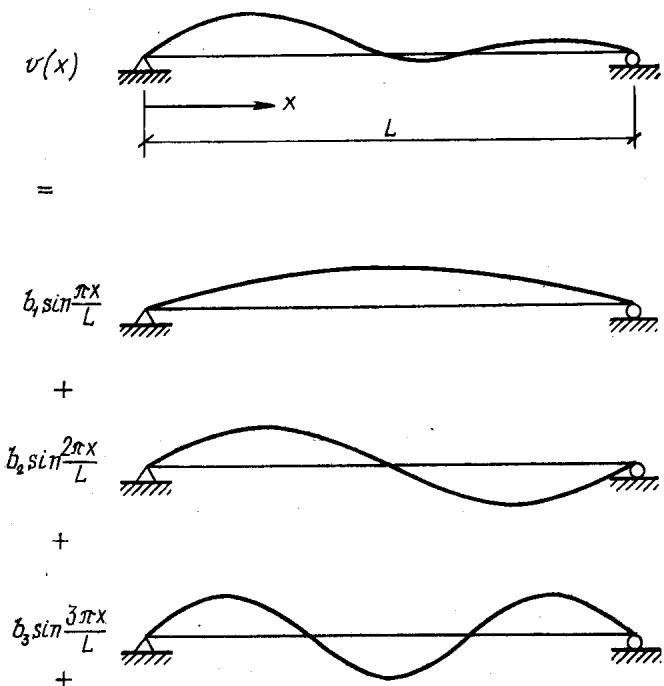 v(x)
x
L
=
b₁ sin πx/L
+
b₂ sin 2πx/L
+
b₃ sin 3πx/L
+